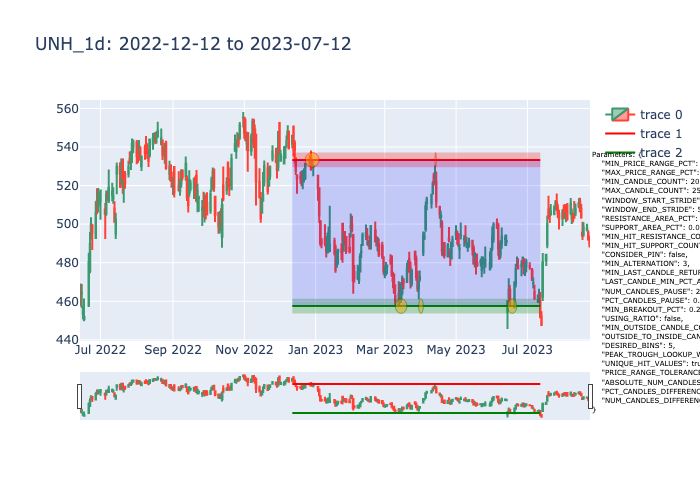 UNH_1d: 2022-12-12 to 2023-07-12
560
540
520
500
480
460
440
Jul 2022
Sep 2022
Nov 2022
Jan 2023
Mar 2023
May 2023
Jul 2023
trace 0
trace 1
trace 2
Parameters: {
"MIN_PRICE_RANGE_PCT":
"MAX_PRICE_RANGE_PCT":
"MIN_CANDLE_COUNT": 20
"MAX_CANDLE_COUNT": 25
"WINDOW_START_STRIDE"
"WINDOW_END_STRIDE":
"RESISTANCE_AREA_PCT":
"SUPPORT_AREA_PCT": 0.0
"MIN_HIT_RESISTANCE_CO
"MIN_HIT_SUPPORT_COUNT
"CONSIDER_PIN": false,
"MIN_ALTERNATION": 3,
"MIN_LAST_CANDLE_RETUR
"LAST_CANDLE_MIN_PCT_A
"NUM_CANDLES_PAUSE": 2
"PCT_CANDLES_PAUSE": 0.
"MIN_BREAKOUT_PCT": 0.2
"USING_RATIO": false,
"MIN_OUTSIDE_CANDLE_CO
"OUTSIDE_TO_INSIDE_CAN
"DESIRED_BINS": 5,
"PEAK_TROUGH_LOOKUP_W
"UNIQUE_HIT_VALUES": tru
"PRICE_RANGE_TOLERANC
"ABSOLUTE_NUM_CANDLES
"PCT_CANDLES_DIFFERENC
"NUM_CANDLES_DIFFEREN
}